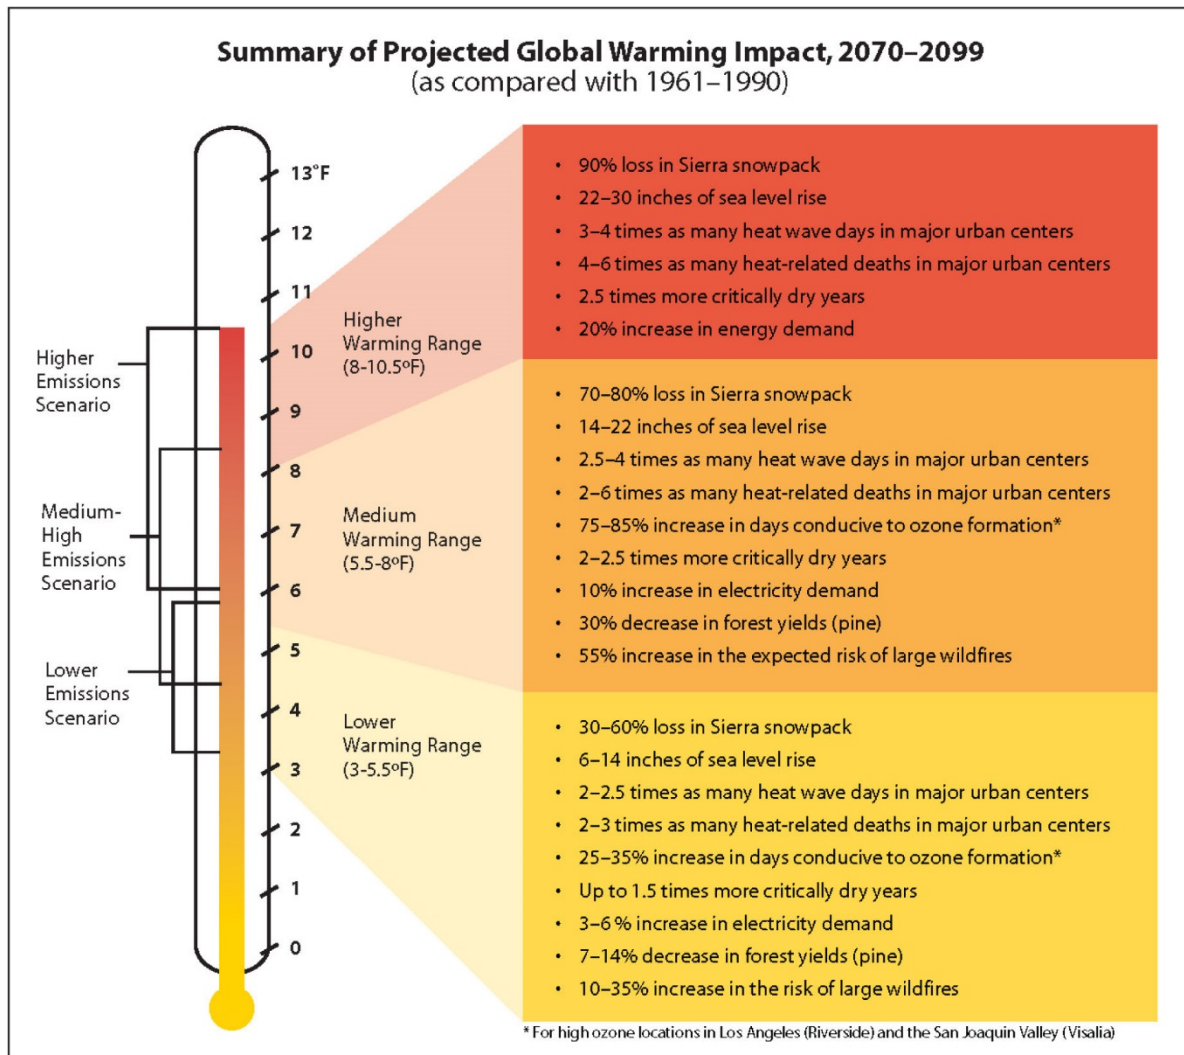 Summary of Projected Global Warming Impact, 2070–2099
(as compared with 1961–1990)
13°F
12
11
10
9
8
7
6
5
4
3
2
1
0
Higher
Emissions
Scenario
Medium-
High
Emissions
Scenario
Lower
Emissions
Scenario
Higher
Warming Range
(8-10.5ºF)
• 90% loss in Sierra snowpack
• 22–30 inches of sea level rise
• 3–4 times as many heat wave days in major urban centers
• 4–6 times as many heat-related deaths in major urban centers
• 2.5 times more critically dry years
• 20% increase in energy demand
Medium
Warming Range
(5.5-8ºF)
• 70–80% loss in Sierra snowpack
• 14–22 inches of sea level rise
• 2.5–4 times as many heat wave days in major urban centers
• 2–6 times as many heat-related deaths in major urban centers
• 75–85% increase in days conducive to ozone formation*
• 2–2.5 times more critically dry years
• 10% increase in electricity demand
• 30% decrease in forest yields (pine)
• 55% increase in the expected risk of large wildfires
Lower
Warming Range
(3-5.5ºF)
• 30–60% loss in Sierra snowpack
• 6–14 inches of sea level rise
• 2–2.5 times as many heat wave days in major urban centers
• 2–3 times as many heat-related deaths in major urban centers
• 25–35% increase in days conducive to ozone formation*
• Up to 1.5 times more critically dry years
• 3–6 % increase in electricity demand
• 7–14% decrease in forest yields (pine)
• 10–35% increase in the risk of large wildfires
* For high ozone locations in Los Angeles (Riverside) and the San Joaquin Valley (Visalia)